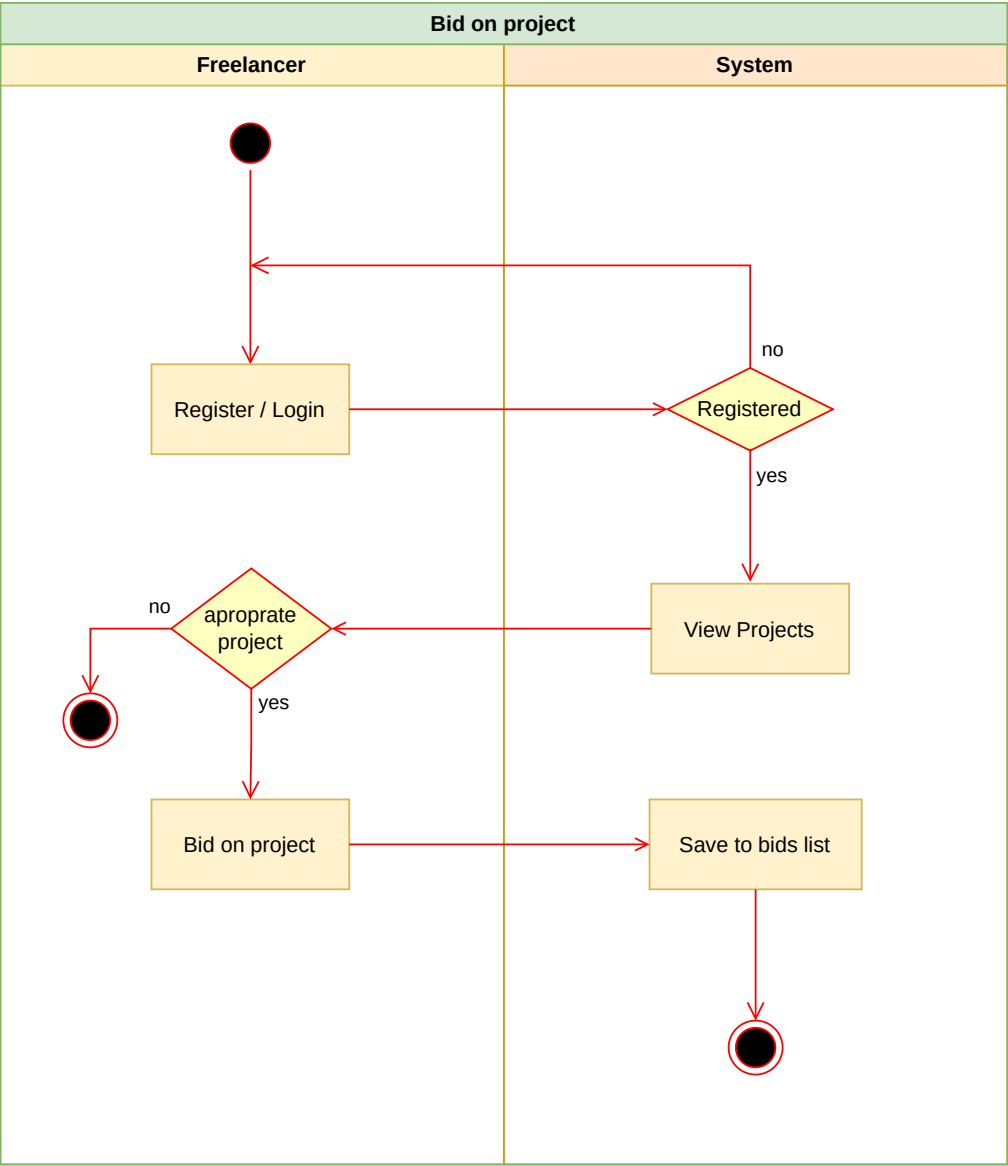 Bid on project
Freelancer
System
no
Register / Login
Registered
yes
no
aproprate
project
View Projects
yes
Bid on project
Save to bids list